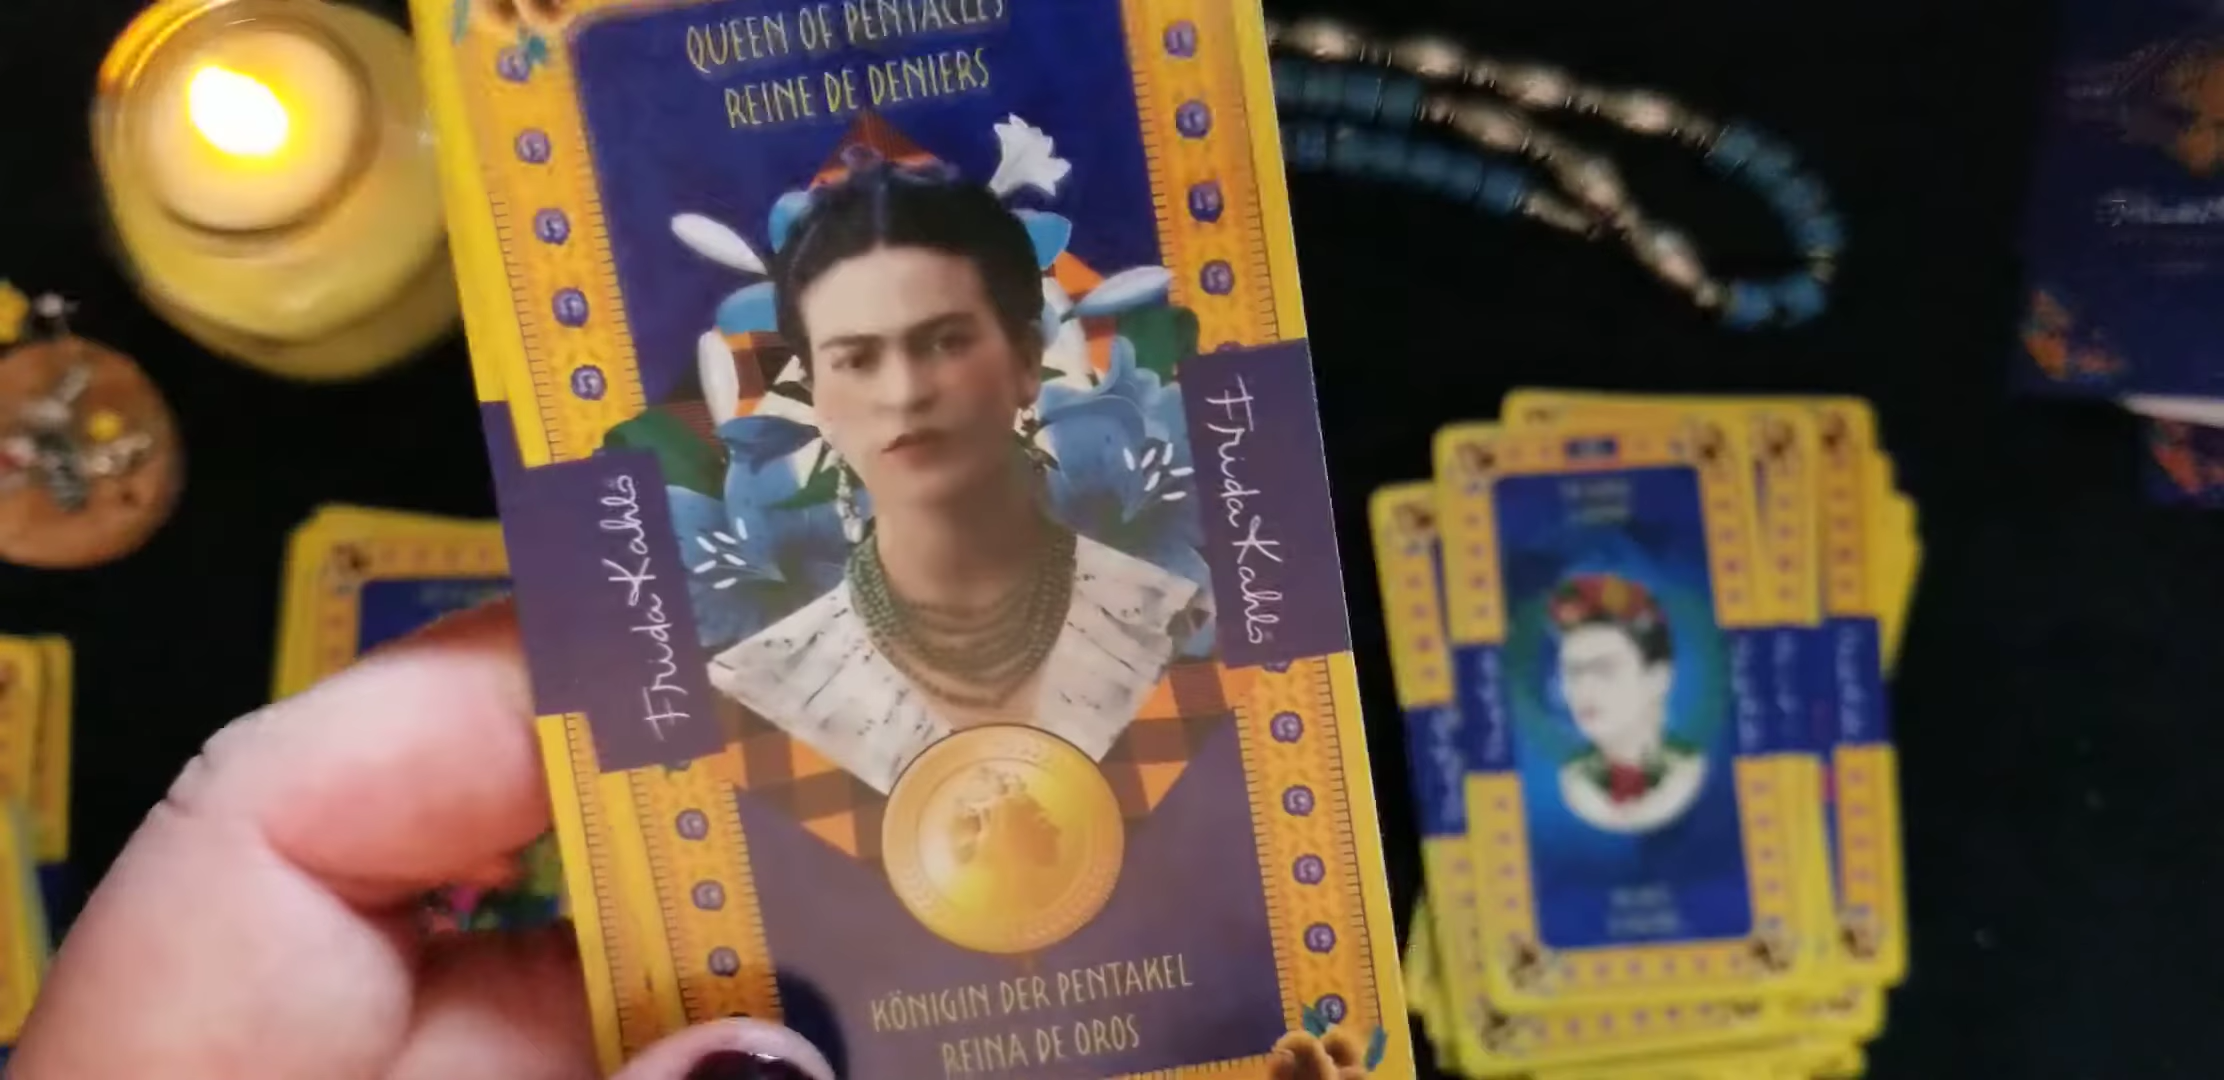 QUEEN OF PENTACLES
REINE DE DENIERS
Frida Kahlo
Frida Kahlo
KÖNIGIN DER PENTAKEL
REINA DE OROS